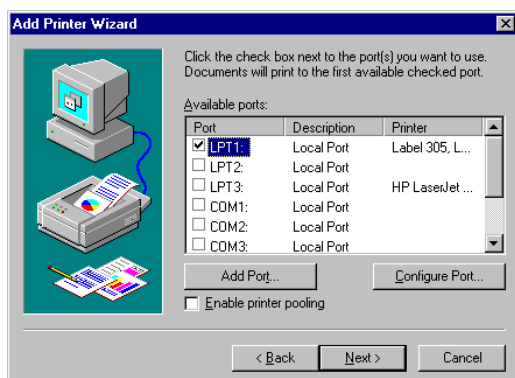 Add Printer Wizard
Click the check box next to the port(s) you want to use.
Documents will print to the first available checked port.
Available ports:
Port Description Printer
LPT1: Local Port Label 305, L...
LPT2: Local Port
LPT3: Local Port HP LaserJet ...
COM1: Local Port
COM2: Local Port
COM3: Local Port
Add Port... Configure Port...
Enable printer pooling
< Back Next > Cancel